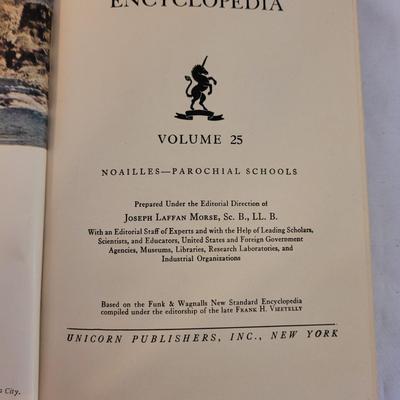 ENCYCLOPEDIA
VOLUME 25
NOAILLES—PAROCHIAL SCHOOLS
Prepared Under the Editorial Direction of
JOSEPH LAFFAN MORSE, Sc. B., LL. B.
With an Editorial Staff of Experts and with the Help of Leading Scholars,
Scientists, and Educators, United States and Foreign Government
Agencies, Museums, Libraries, Research Laboratories, and
Industrial Organizations
Based on the Funk & Wagnalls New Standard Encyclopedia
compiled under the editorship of the late FRANK H. VIZETELLY
UNICORN PUBLISHERS, INC., NEW YORK
City.